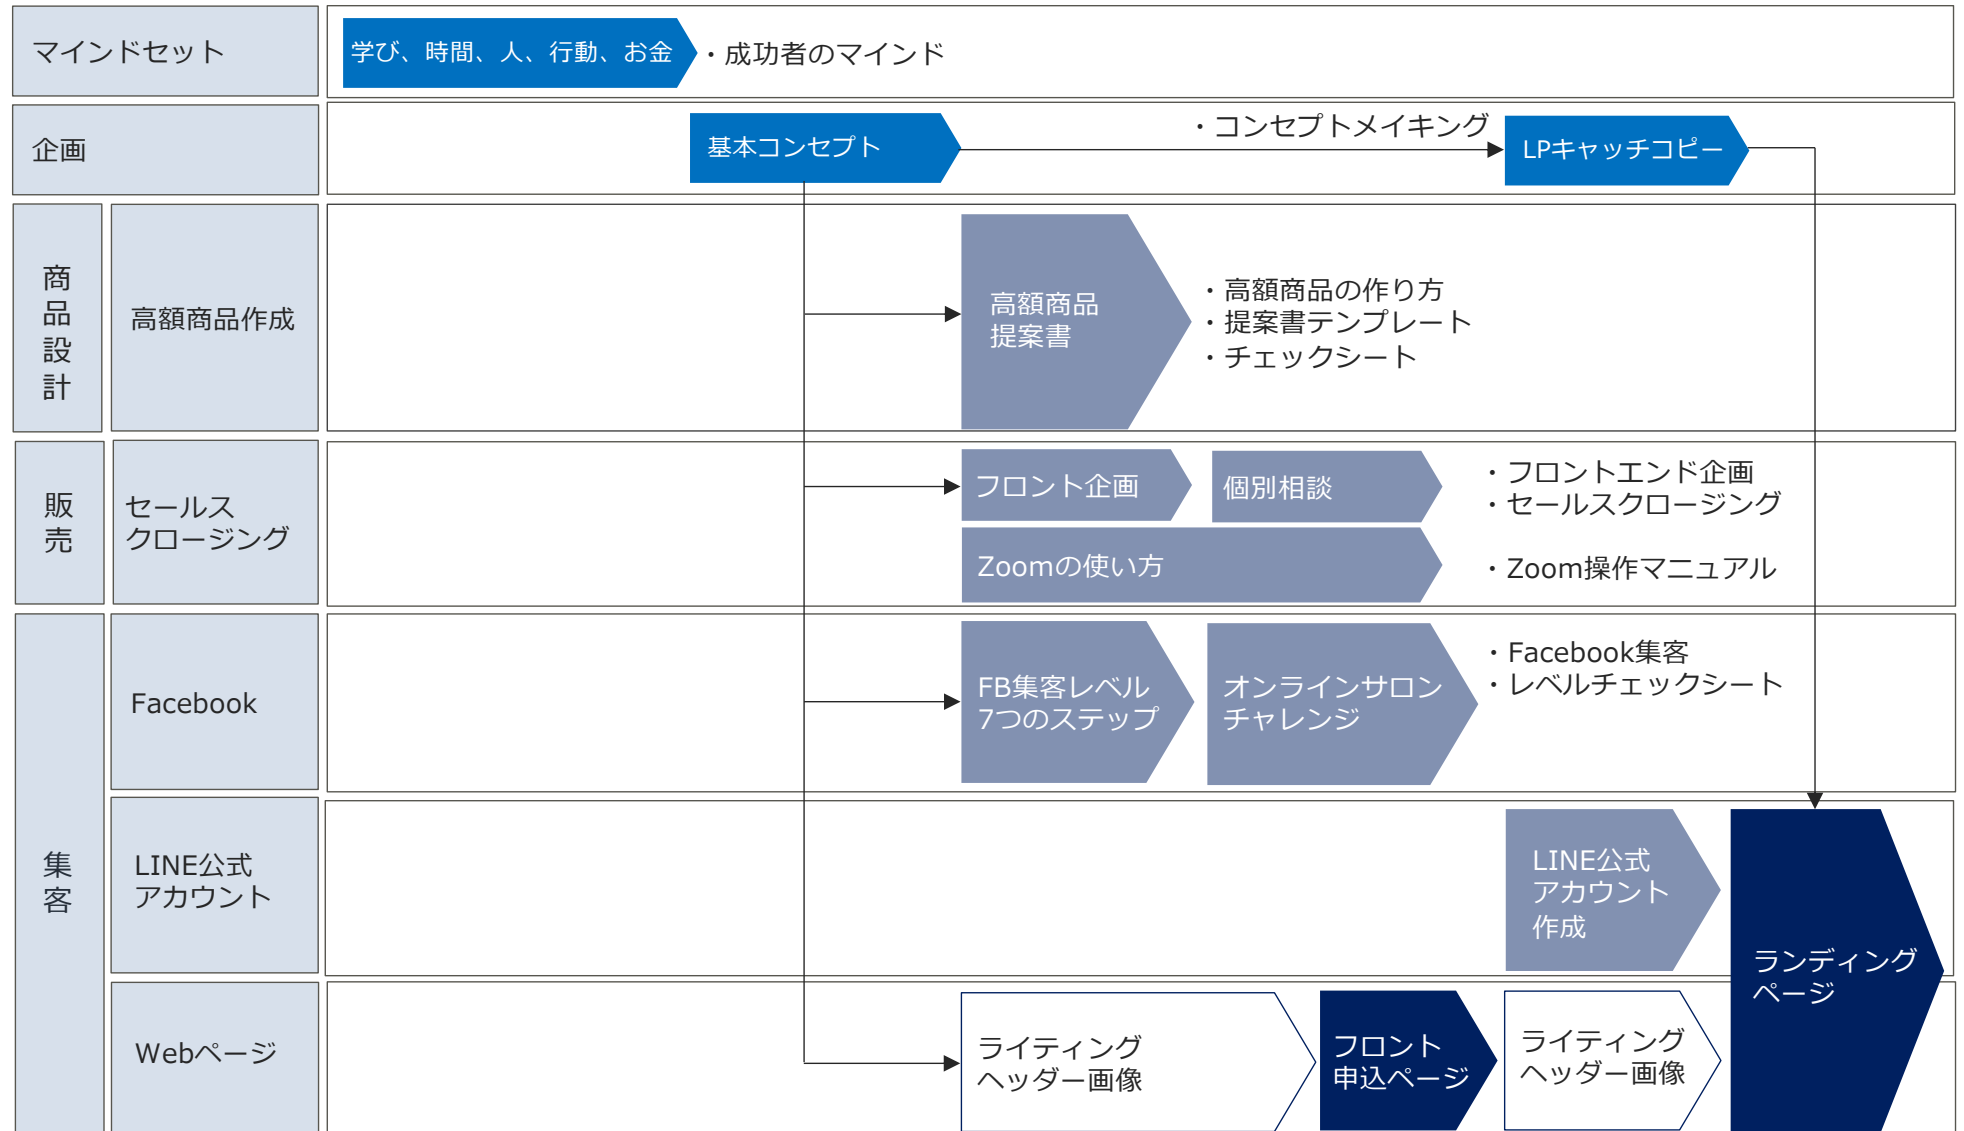 マインドセット
学び、時間、人、行動、お金
・成功者のマインド
企画
基本コンセプト
・コンセプトメイキング
LPキャッチコピー
商品設計
高額商品作成
高額商品
提案書
・高額商品の作り方
・提案書テンプレート
・チェックシート
販売
セールス
クロージング
フロント企画
個別相談
・フロントエンド企画
・セールスクロージング
Zoomの使い方
・Zoom操作マニュアル
集客
Facebook
FB集客レベル
7つのステップ
オンラインサロン
チャレンジ
・Facebook集客
・レベルチェックシート
LINE公式
アカウント
LINE公式
アカウント
作成
ランディング
ページ
Webページ
ライティング
ヘッダー画像
フロント
申込ページ
ライティング
ヘッダー画像